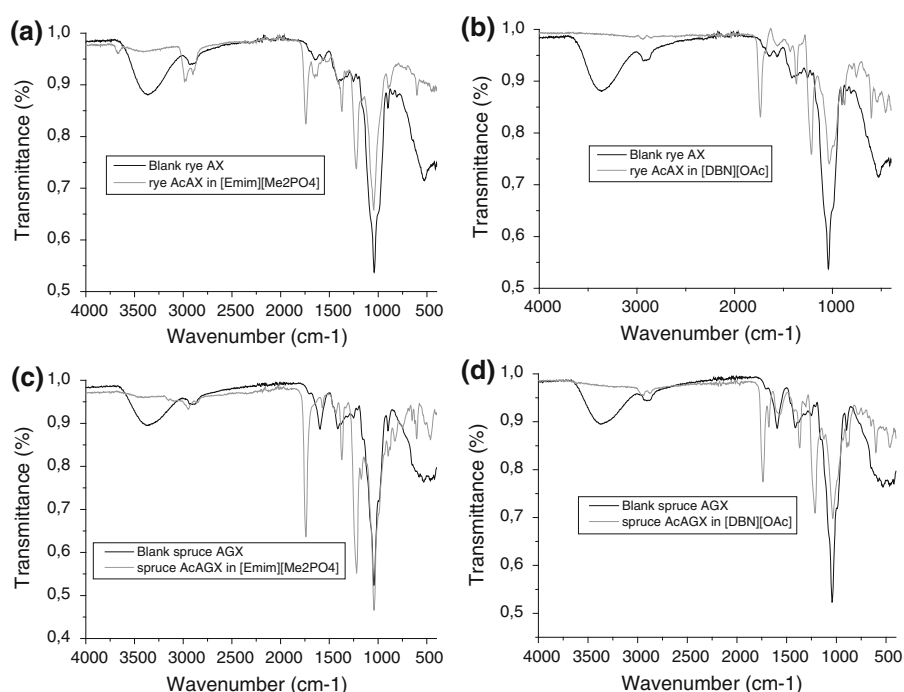 (a)
1,0
0,9
0,8
0,7
0,6
0,5
Transmittance (%)
Blank rye AX
rye AcAX in [Emim][Me2PO4]
4000 3500 3000 2500 2000 1500 1000 500
Wavenumber (cm-1)
(b)
1,0
0,9
0,8
0,7
0,6
0,5
Transmittance (%)
Blank rye AX
rye AcAX in [DBN][OAc]
4000 3000 2000 1000
Wavenumber (cm-1)
(c)
1,0
0,9
0,8
0,7
0,6
0,5
0,4
Transmittance (%)
Blank spruce AGX
spruce AcAGX in [Emim][Me2PO4]
4000 3500 3000 2500 2000 1500 1000 500
Wavenumber (cm-1)
(d)
1,0
0,9
0,8
0,7
0,6
0,5
Transmittance (%)
Blank spruce AGX
spruce AcAGX in [DBN][OAc]
4000 3500 3000 2500 2000 1500 1000 500
Wavenumber (cm-1)